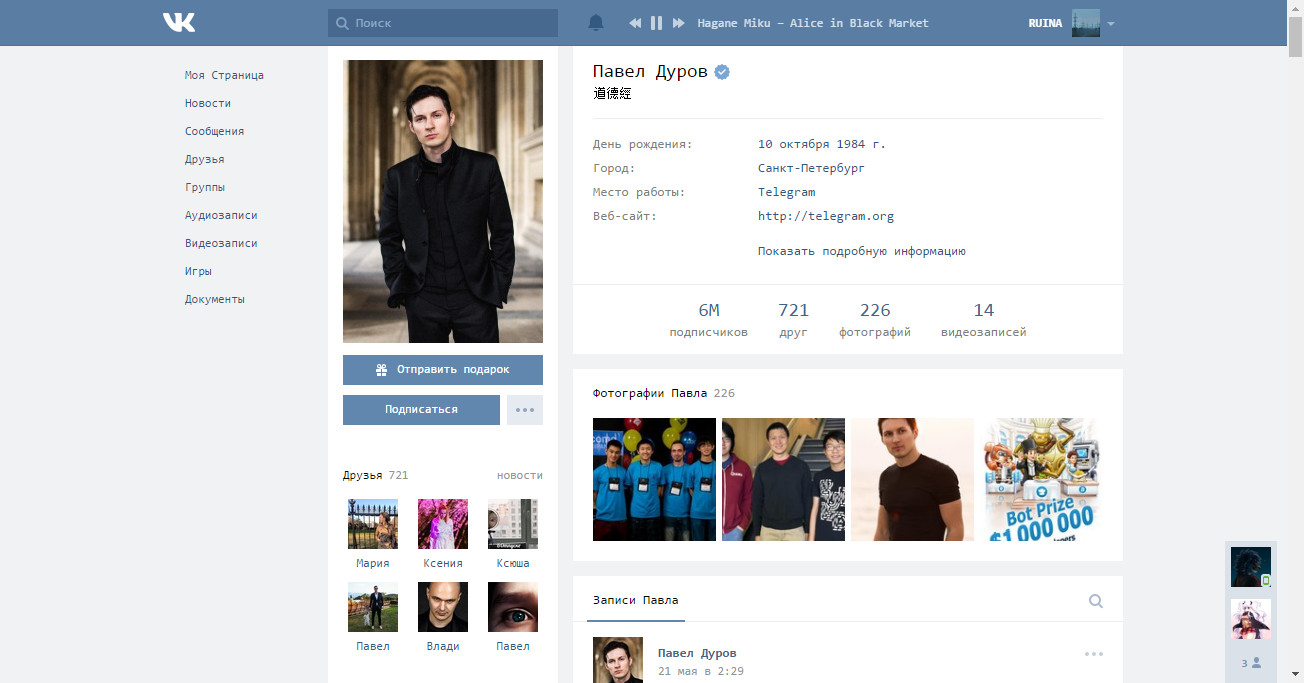 Поиск
Hagane Miku – Alice in Black Market
RUINA
Моя Страница
Новости
Сообщения
Друзья
Группы
Аудиозаписи
Видеозаписи
Игры
Документы
Отправить подарок
Подписаться
Друзья 721
новости
Мария
Ксения
Ксюша
Павел
Влади
Павел
Павел Дуров
道德經
День рождения: 10 октября 1984 г.
Город: Санкт-Петербург
Место работы: Telegram
Веб-сайт: http://telegram.org
Показать подробную информацию
6M
подписчиков
721
друг
226
фотографий
14
видеозаписей
Фотографии Павла 226
Bot Prize
$1 000 000
Записи Павла
Павел Дуров
21 мая в 2:29
3